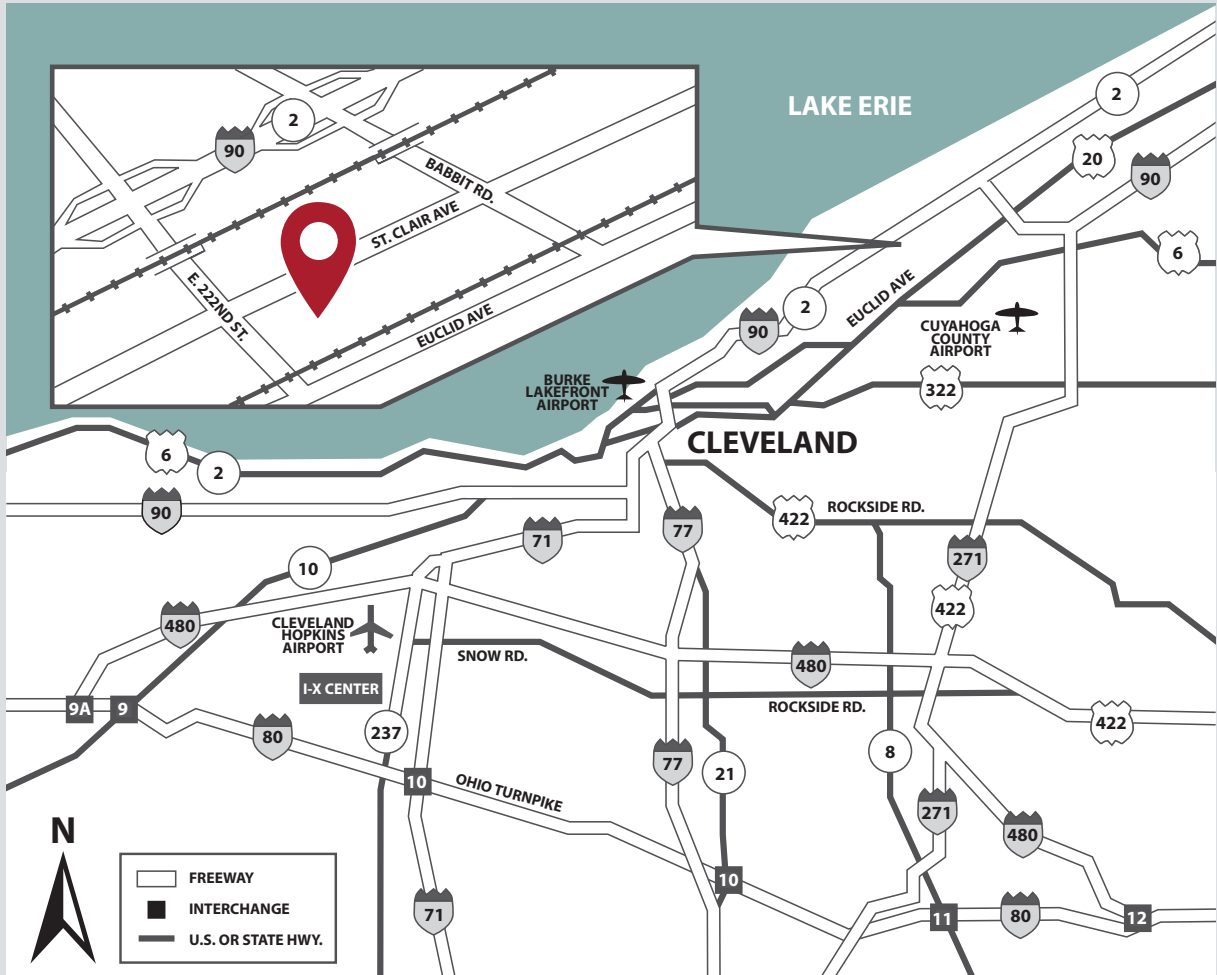 LAKE ERIE
2
20
90
6
2
90
BABBIT RD.
ST. CLAIR AVE
E. 222ND ST.
EUCLID AVE
2
90
EUCLID AVE
CUYAHOGA
COUNTY
AIRPORT
BURKE
LAKEFRONT
AIRPORT
322
CLEVELAND
6
2
90
71
77
422
ROCKSIDE RD.
271
422
10
480
CLEVELAND
HOPKINS
AIRPORT
SNOW RD.
480
I-X CENTER
ROCKSIDE RD.
422
9A
9
80
237
10
OHIO TURNPIKE
77
21
8
271
480
10
71
11
80
12
N
FREEWAY
INTERCHANGE
U.S. OR STATE HWY.